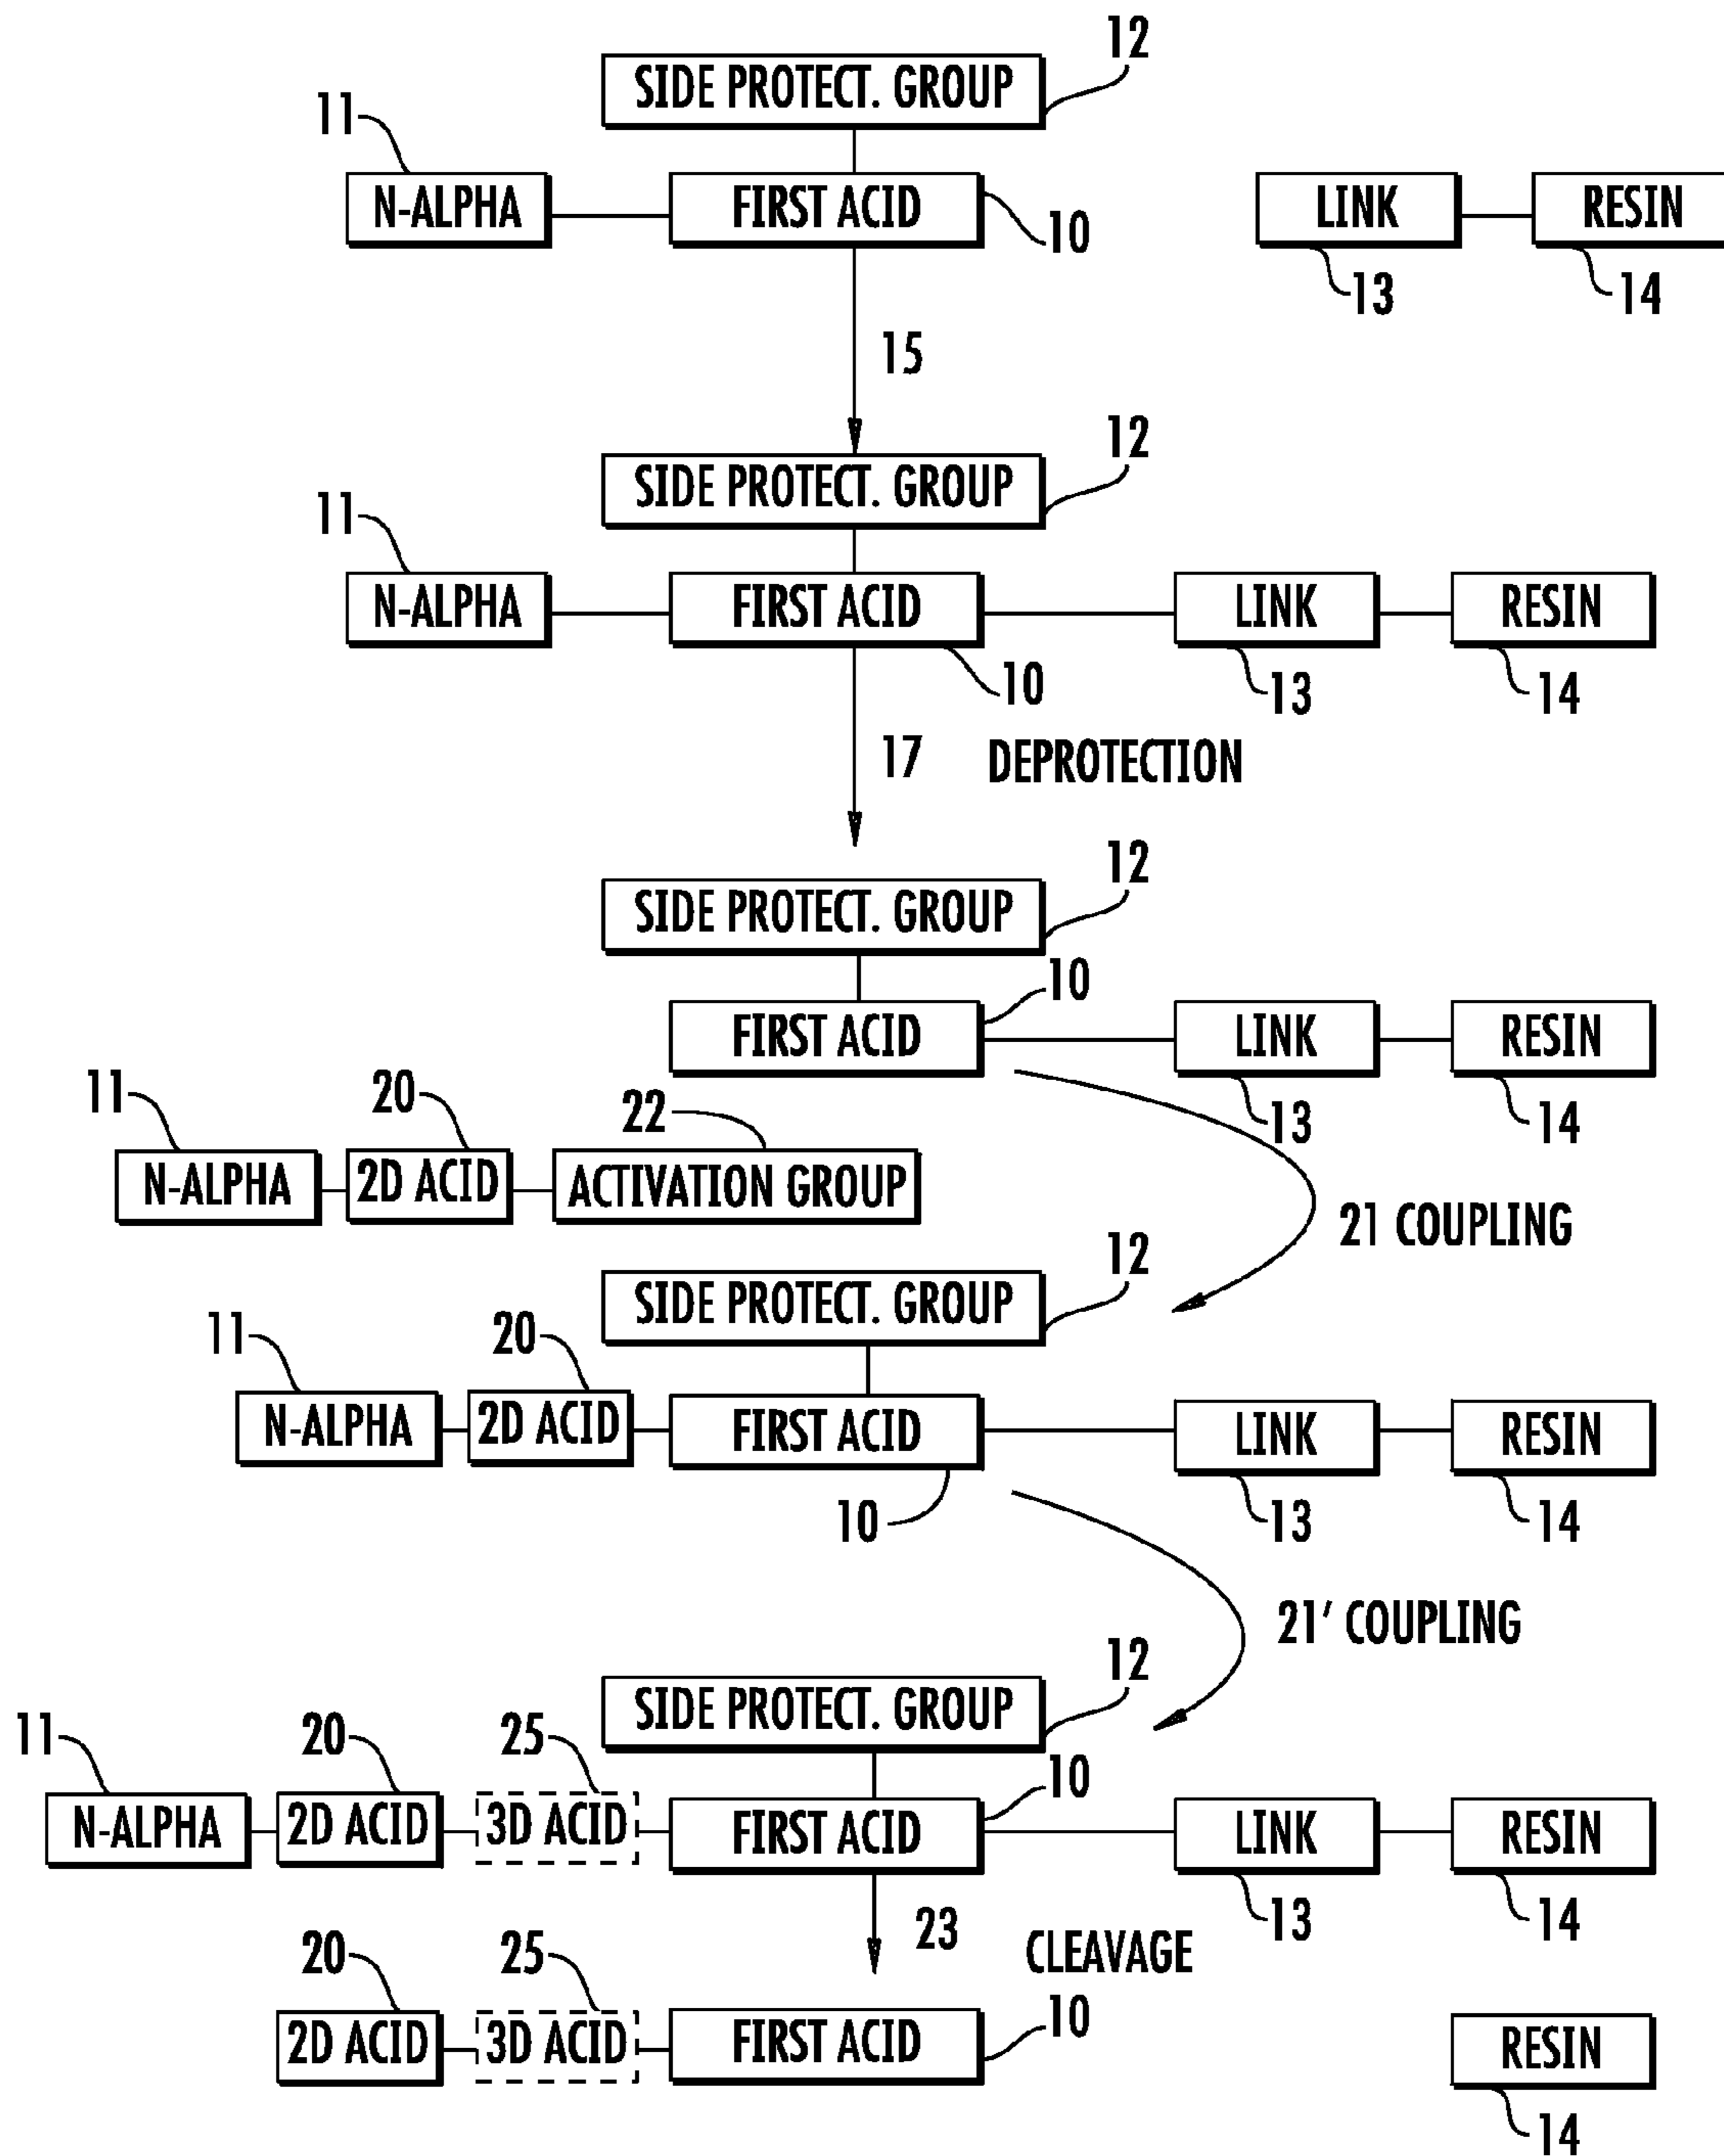 12
SIDE PROTECT. GROUP
11
N-ALPHA
FIRST ACID
10
LINK
RESIN
13
14
15
12
SIDE PROTECT. GROUP
11
N-ALPHA
FIRST ACID
LINK
RESIN
10
13
14
17
DEPROTECTION
12
SIDE PROTECT. GROUP
10
FIRST ACID
LINK
RESIN
13
14
11
20
22
N-ALPHA
2D ACID
ACTIVATION GROUP
21 COUPLING
12
SIDE PROTECT. GROUP
11
20
N-ALPHA
2D ACID
FIRST ACID
LINK
RESIN
10
13
14
21' COUPLING
12
SIDE PROTECT. GROUP
11
20
25
10
N-ALPHA
2D ACID
3D ACID
FIRST ACID
LINK
RESIN
13
14
23
CLEAVAGE
20
25
10
2D ACID
3D ACID
FIRST ACID
RESIN
14